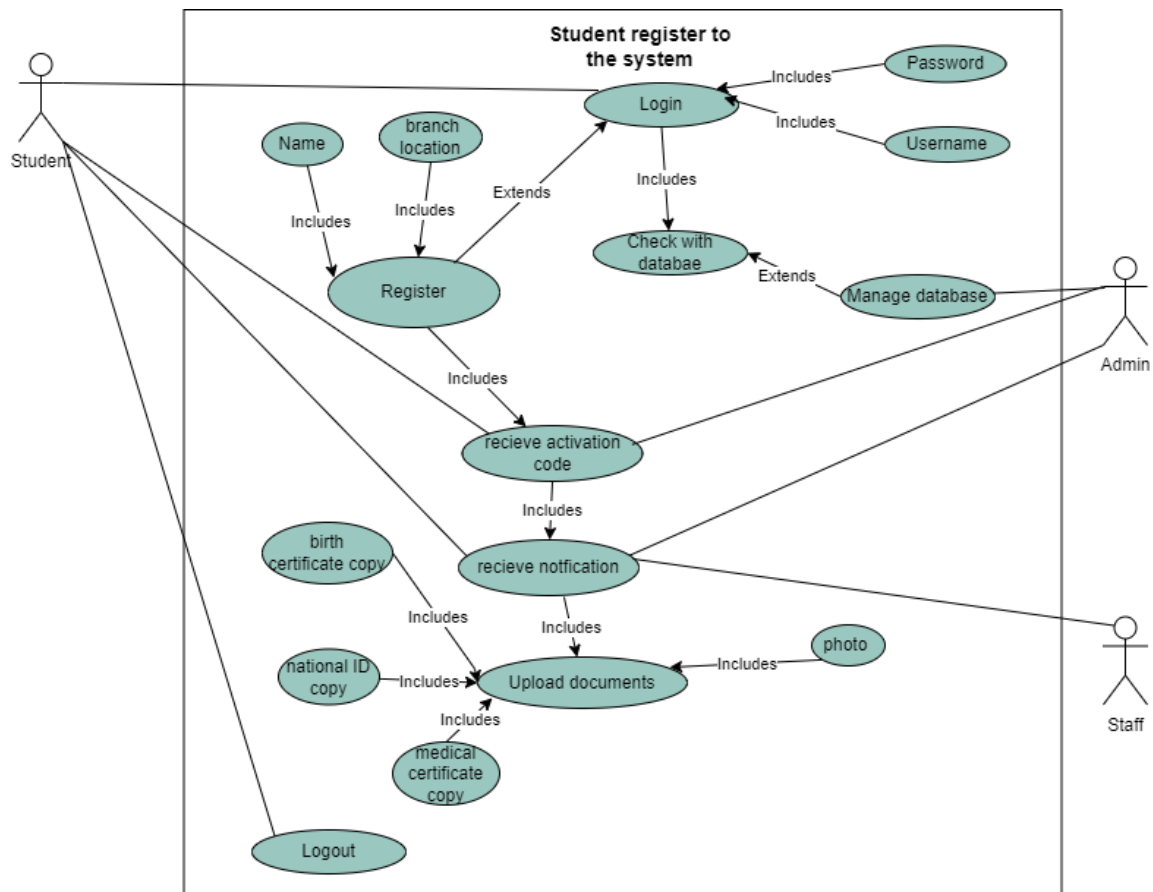 Student register to
the system
Password
Includes
Login
Includes
Username
Student
Name
branch
location
Includes
Includes
Extends
Includes
Check with
databae
Extends
Register
Manage database
Admin
Includes
recieve activation
code
Includes
birth
certificate copy
recieve notfication
Includes
Includes
photo
Includes
national ID
copy
Includes
Upload documents
Includes
Staff
medical
certificate
copy
Logout